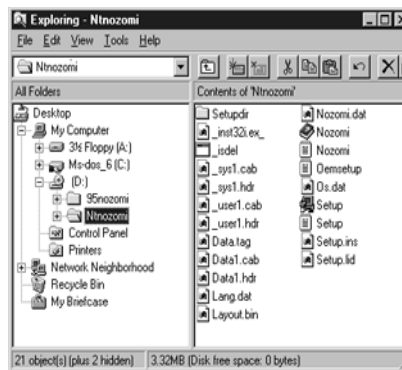 Exploring - Ntnozomi
File Edit View Tools Help
Ntnozomi
All Folders
Contents of 'Ntnozomi'
Desktop
My Computer
3½ Floppy (A:)
Ms-dos_6 (C:)
(D:)
95nozomi
Ntnozomi
Control Panel
Printers
Network Neighborhood
Recycle Bin
My Briefcase
Setupdir
_inst32i.ex_
_isdel
_sys1.cab
_sys1.hdr
_user1.cab
_user1.hdr
Data.tag
Data1.cab
Data1.hdr
Lang.dat
Layout.bin
Nozomi.dat
Nozomi
Nozomi
Oemsetup
Os.dat
Setup
Setup
Setup.ins
Setup.lid
21 object(s) (plus 2 hidden)
3.32MB (Disk free space: 0 bytes)